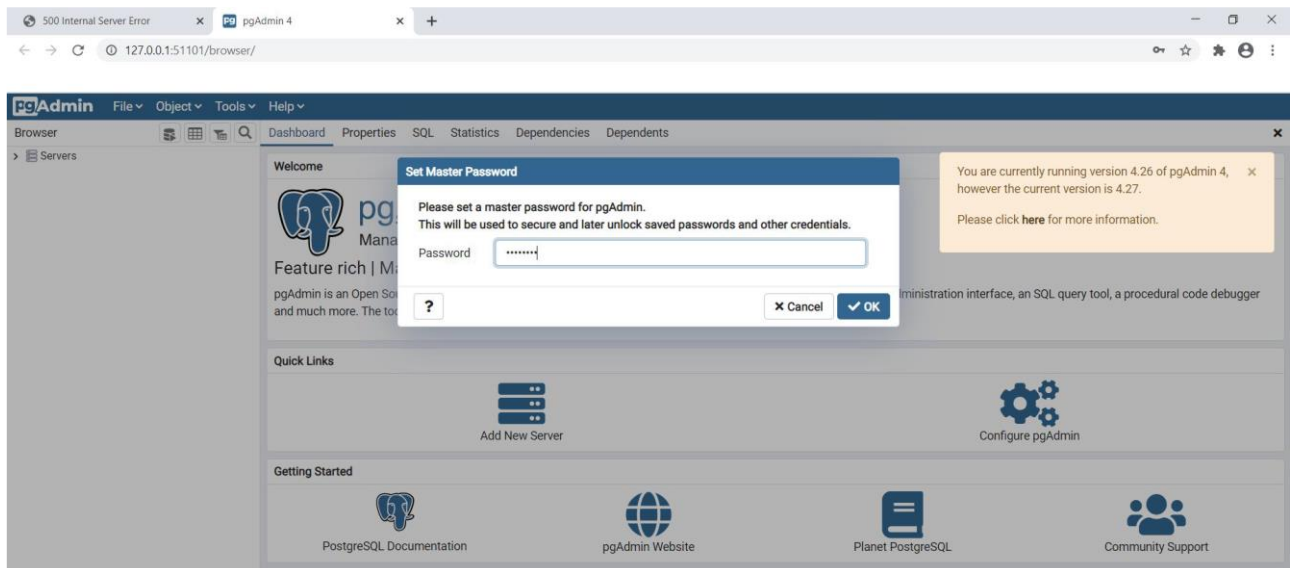 500 Internal Server Error
pgAdmin 4
127.0.0.1:51101/browser/
pgAdmin File Object Tools Help
Browser
Dashboard Properties SQL Statistics Dependencies Dependents
Servers
Welcome
Set Master Password
Please set a master password for pgAdmin.
This will be used to secure and later unlock saved passwords and other credentials.
Password ••••••••
? Cancel OK
You are currently running version 4.26 of pgAdmin 4,
however the current version is 4.27.
Please click here for more information.
pg
Mana
Feature rich | Ma
pgAdmin is an Open Sou ministration interface, an SQL query tool, a procedural code debugger
and much more. The too
Quick Links
Add New Server
Configure pgAdmin
Getting Started
PostgreSQL Documentation
pgAdmin Website
Planet PostgreSQL
Community Support